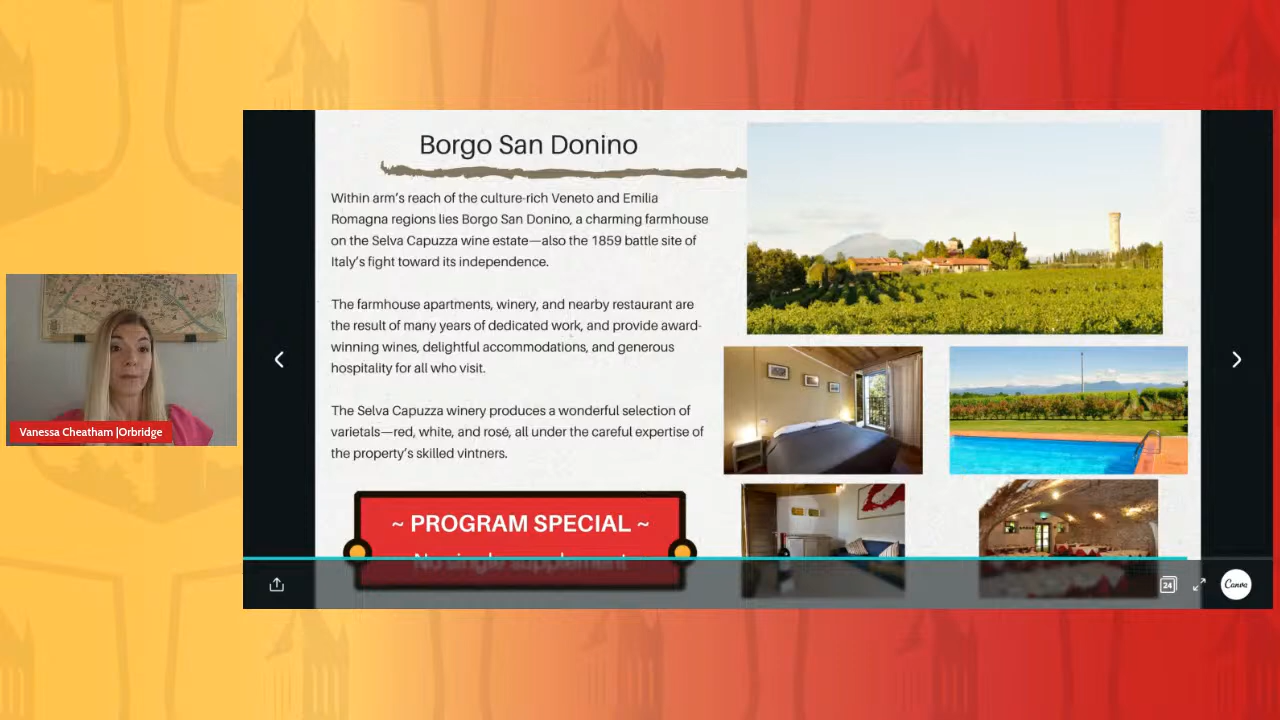 Borgo San Donino
Within arm's reach of the culture-rich Veneto and Emilia
Romagna regions lies Borgo San Donino, a charming farmhouse
on the Selva Capuzza wine estate—also the 1859 battle site of
Italy's fight toward its independence.
The farmhouse apartments, winery, and nearby restaurant are
the result of many years of dedicated work, and provide award-
winning wines, delightful accommodations, and generous
hospitality for all who visit.
The Selva Capuzza winery produces a wonderful selection of
varietals—red, white, and rosé, all under the careful expertise of
the property's skilled vintners.
~ PROGRAM SPECIAL ~
No single supplement
Vanessa Cheatham |Orbridge
24
Canva